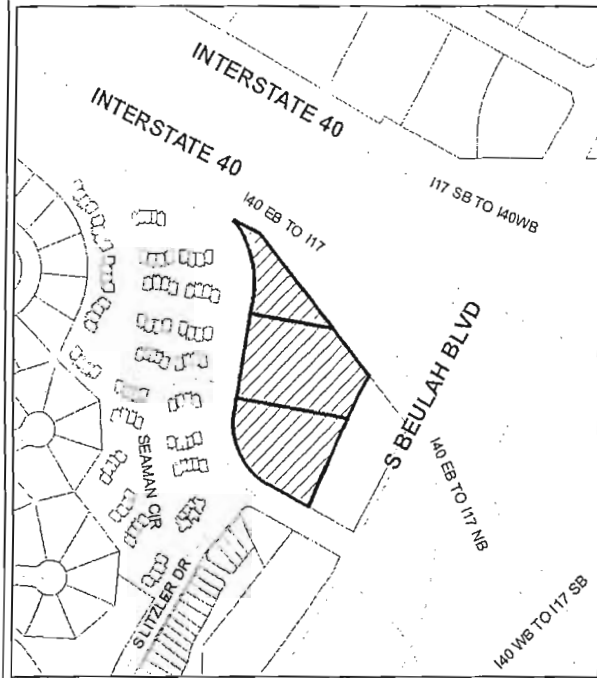 INTERSTATE 40
INTERSTATE 40
I17 SB TO I40WB
I40 EB TO I17
S BEULAH BLVD
I40 EB TO I17 NB
SEAMAN CIR
S LITZLER DR
I40 WB TO I17 SB